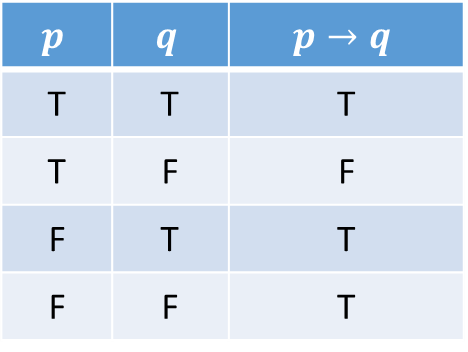 p q p → q
T T T
T F F
F T T
F F T